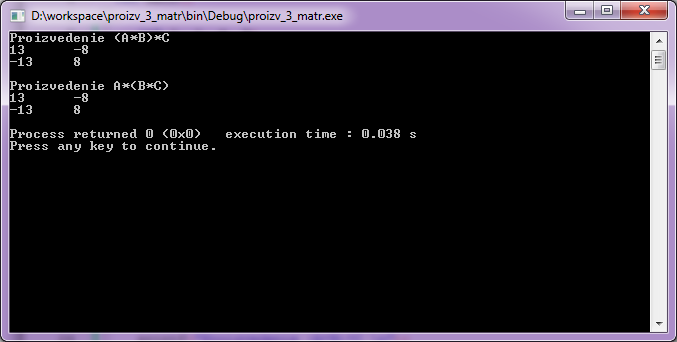 D:\workspace\proizv_3_matr\bin\Debug\proizv_3_matr.exe
Proizvedenie (A*B)*C
13 -8
-13 8
Proizvedenie A*(B*C)
13 -8
-13 8
Process returned 0 (0x0) execution time : 0.038 s
Press any key to continue.